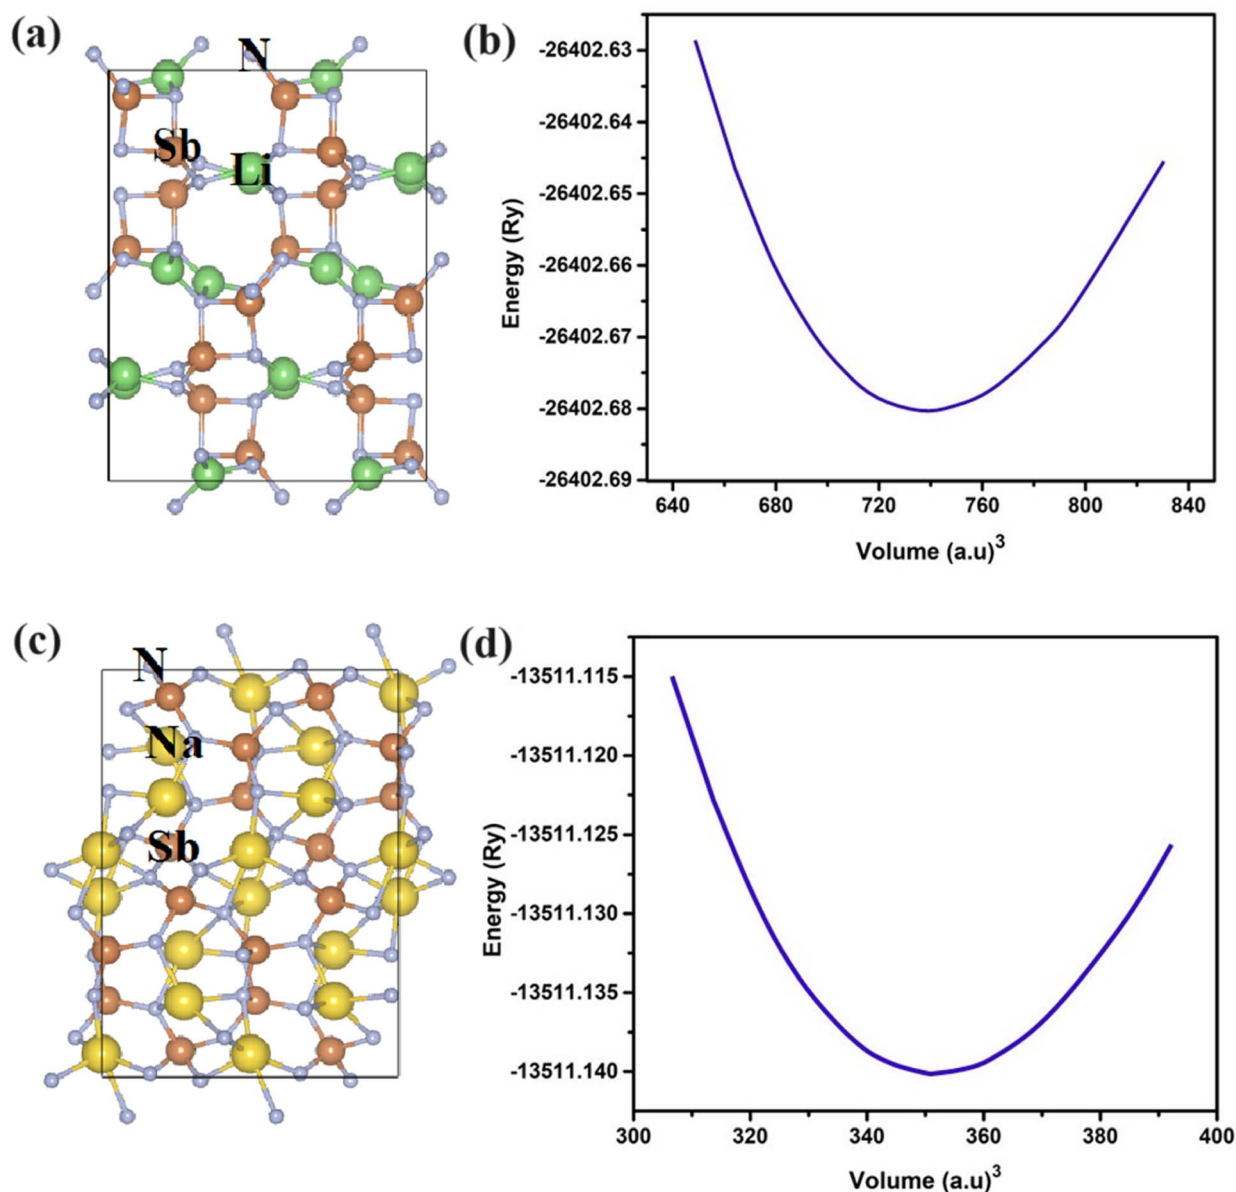 (a)
N
Sb
Li
(b)
-26402.63
-26402.64
-26402.65
-26402.66
-26402.67
-26402.68
-26402.69
Energy (Ry)
640 680 720 760 800 840
Volume (a.u)³
(c)
N
Na
Sb
(d)
-13511.115
-13511.120
-13511.125
-13511.130
-13511.135
-13511.140
Energy (Ry)
300 320 340 360 380 400
Volume (a.u)³